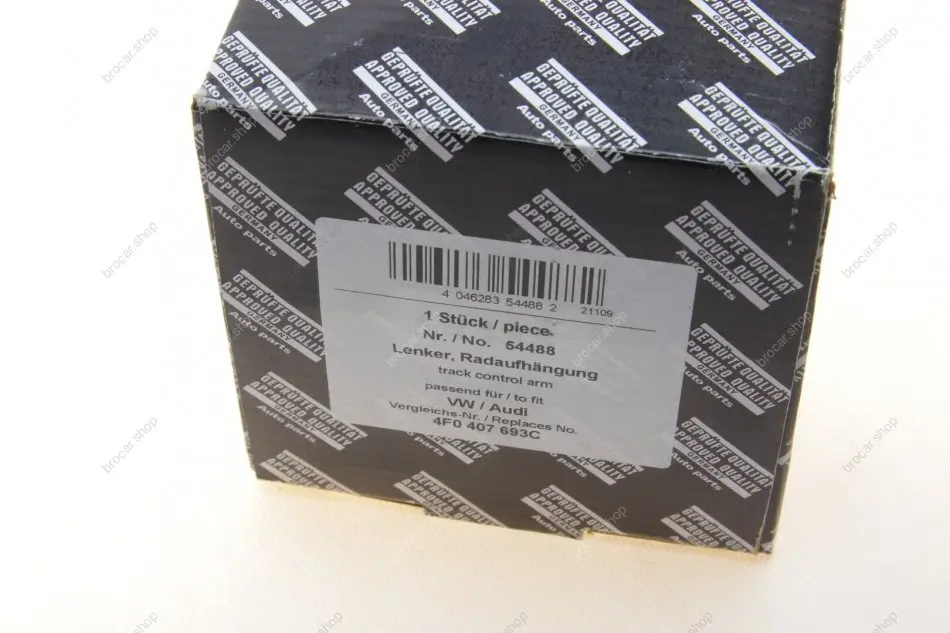 GEPRÜFTE QUALITÄT
APPROVED QUALITY
GERMANY
Auto parts
4 046283 54488 2
21109
1 Stück / piece
Nr. / No. 54488
Lenker, Radaufhängung
track control arm
passend für / to fit
VW / Audi
Vergleichs-Nr. / Replaces No.
4F0 407 693C
brocar.shop